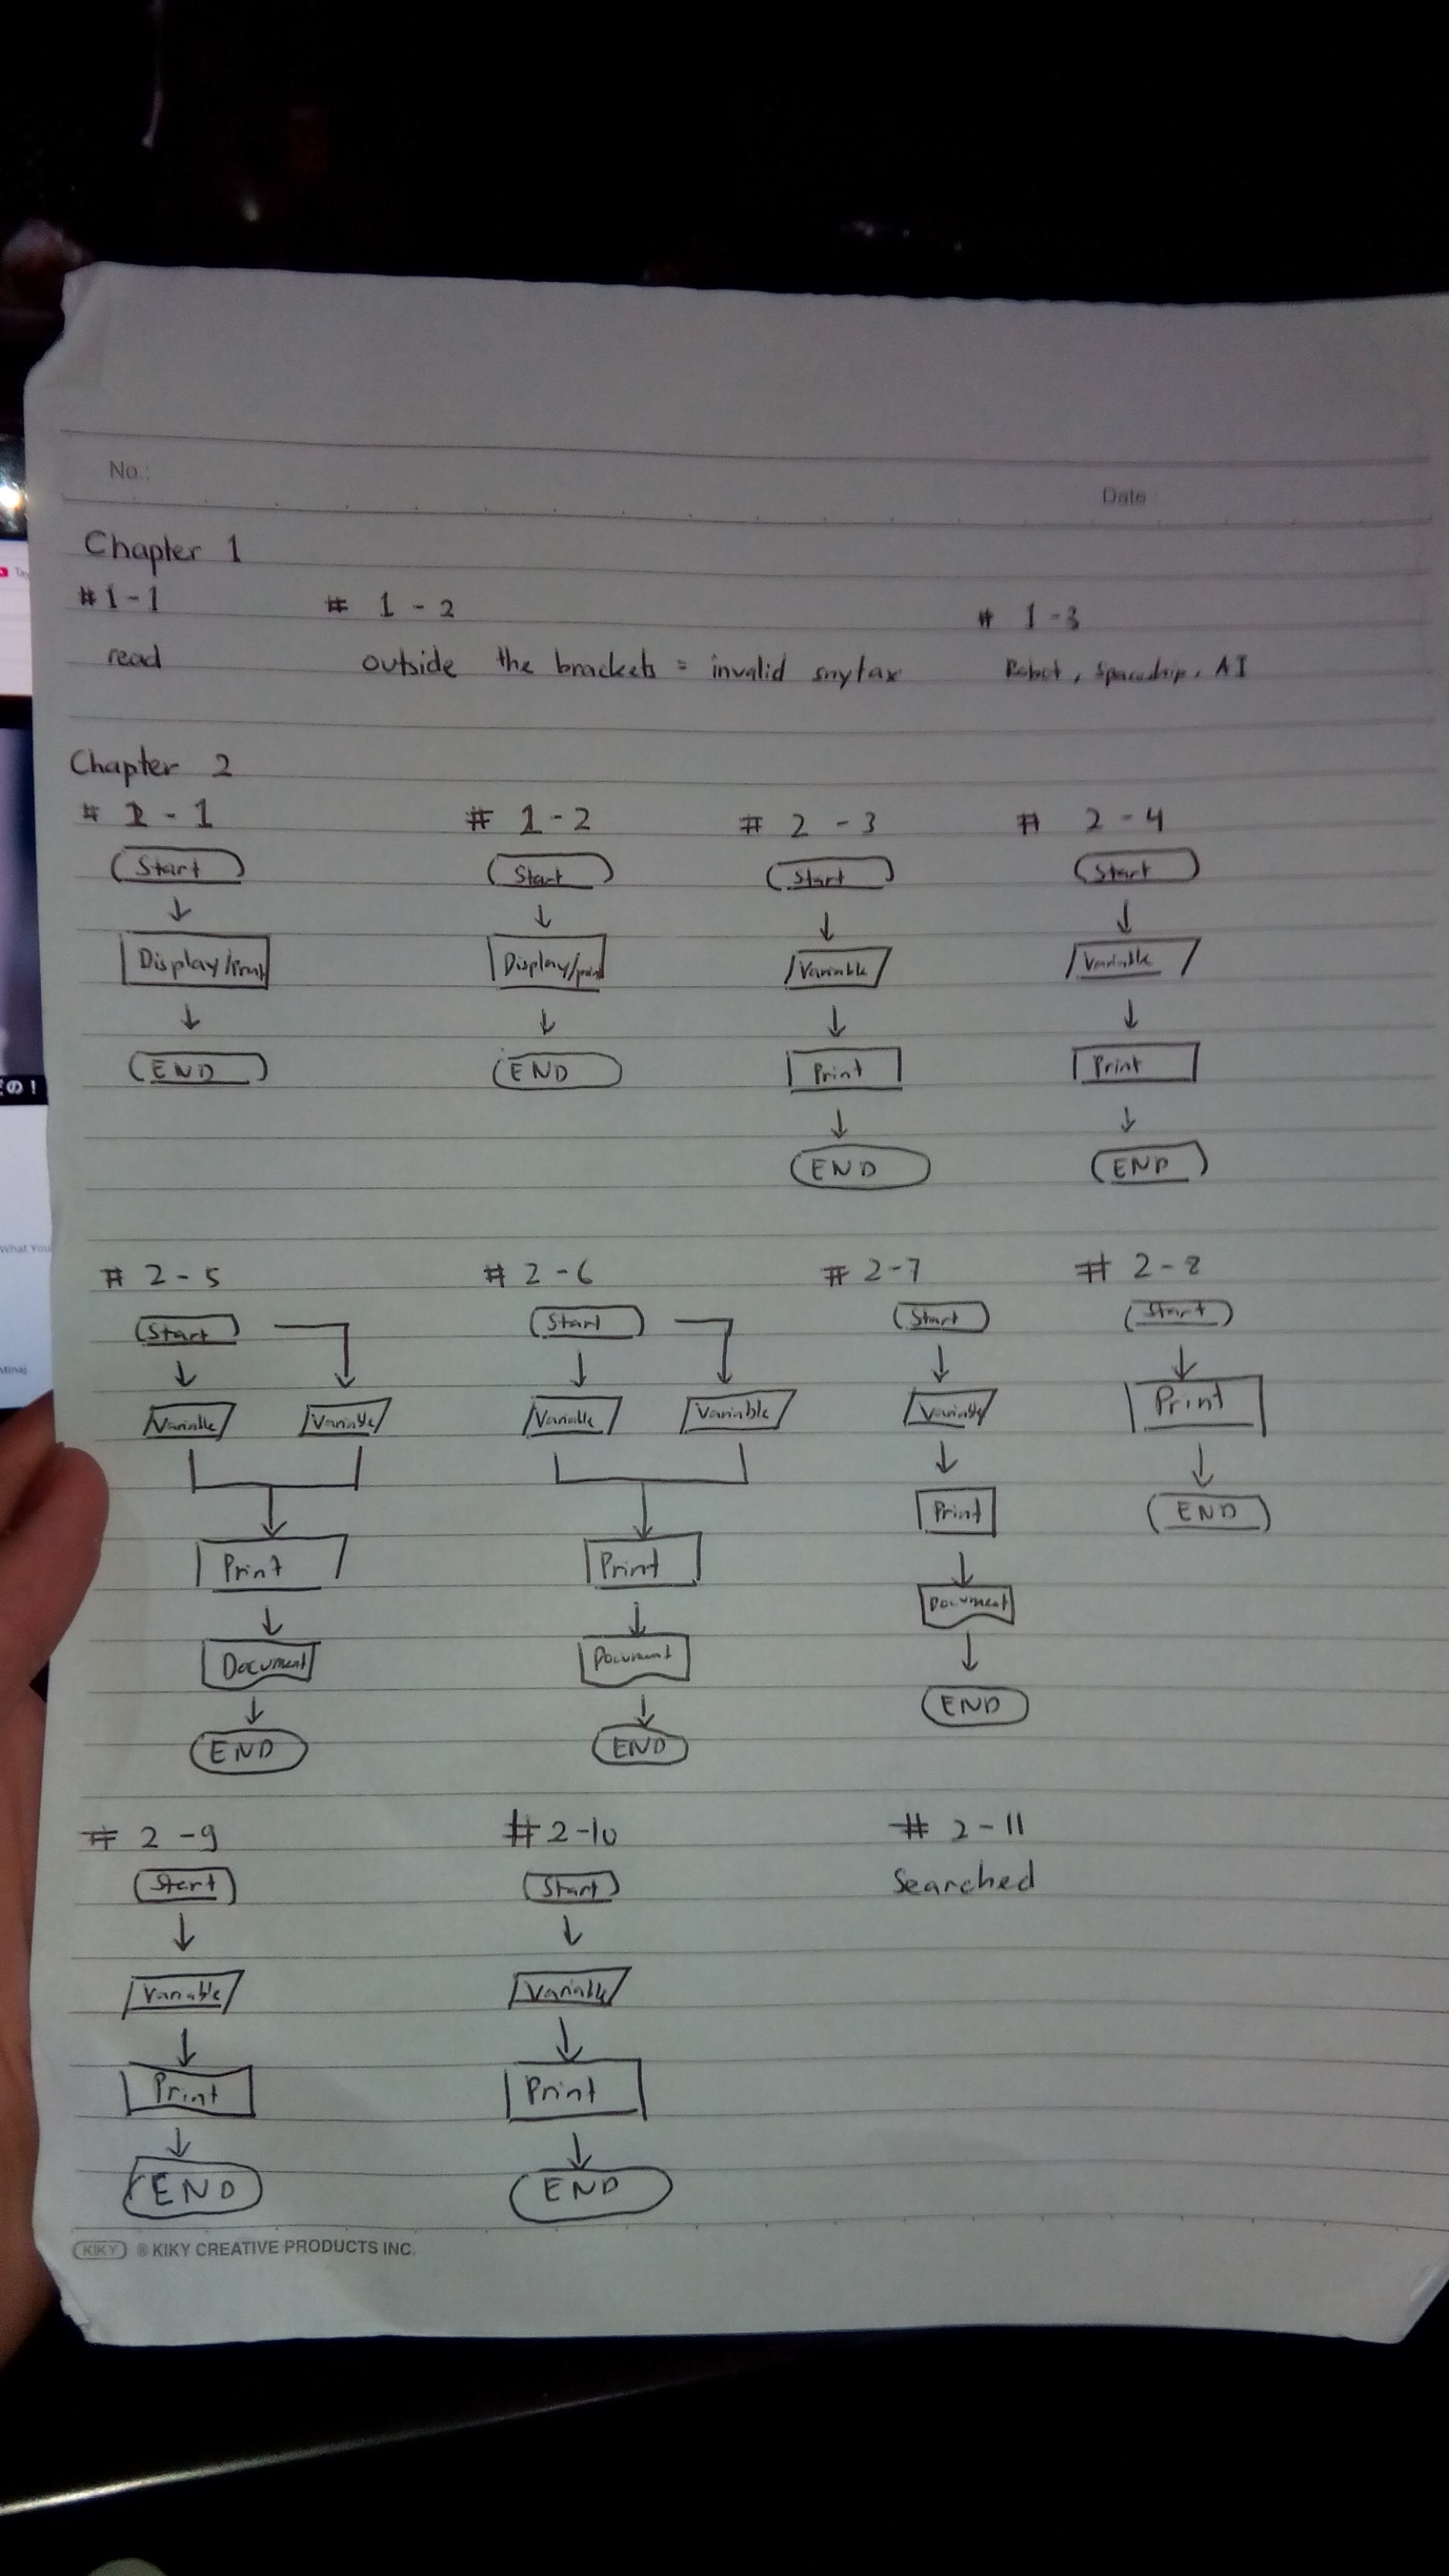 No.:
Date
Chapter 1
#1-1 # 1 - 2 # 1 - 3
read outside the brackets = invalid snytax Robot, Spaceship, AI
Chapter 2
# 2 - 1 # 1 - 2 # 2 - 3 # 2 - 4
Start Start Start Start
Display/Print Display/print Variable Variable
END END Print Print
END END
# 2 - 5 # 2 - 6 # 2-7 # 2 - 8
Start Start Start Start
Variable Variable Variable Variable Variable Print
Print Print Print END
Document Document Document
END END END
# 2 - 9 # 2-10 # 2 - 11
Start Start Searched
Variable Variable
Print Print
END END
KIKY ® KIKY CREATIVE PRODUCTS INC.
What You
の!